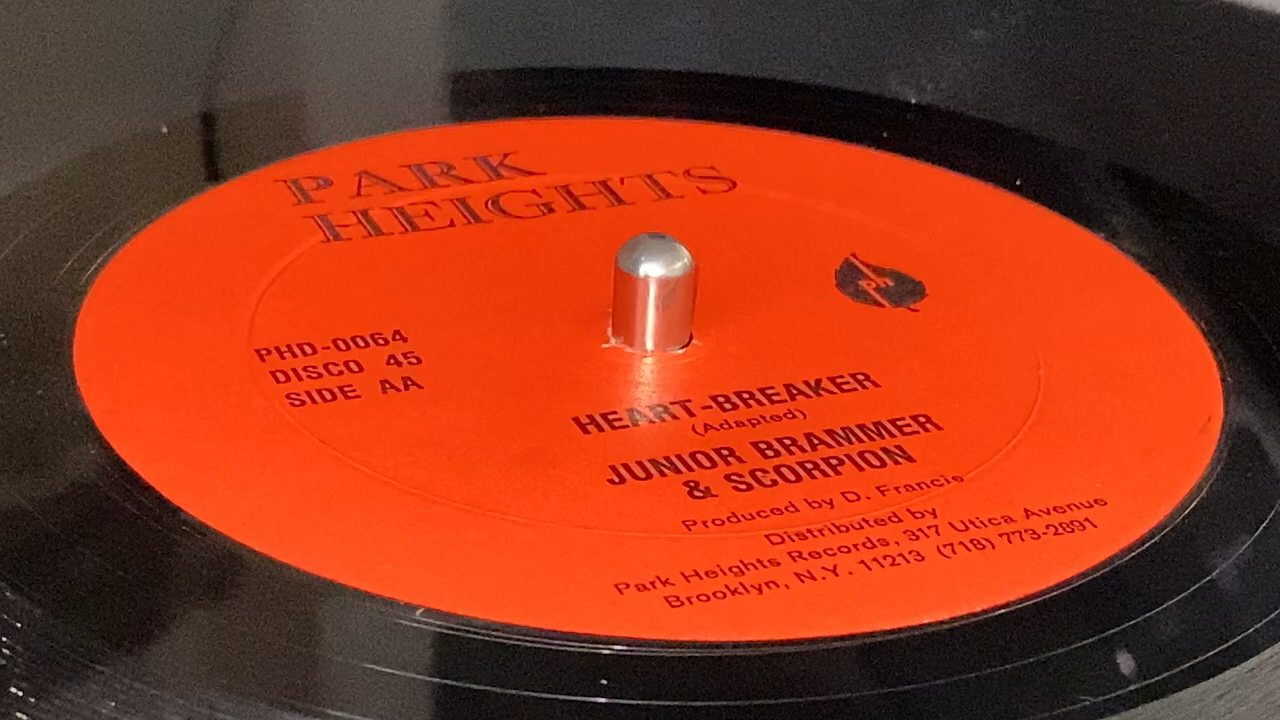 PARK
HEIGHTS
ph
PHD-0064
DISCO 45
SIDE AA
HEART-BREAKER
(Adapted)
JUNIOR BRAMMER
& SCORPION
Produced by D. Francis
Distributed by
Park Heights Records, 317 Utica Avenue
Brooklyn, N.Y. 11213 (718) 773-2891